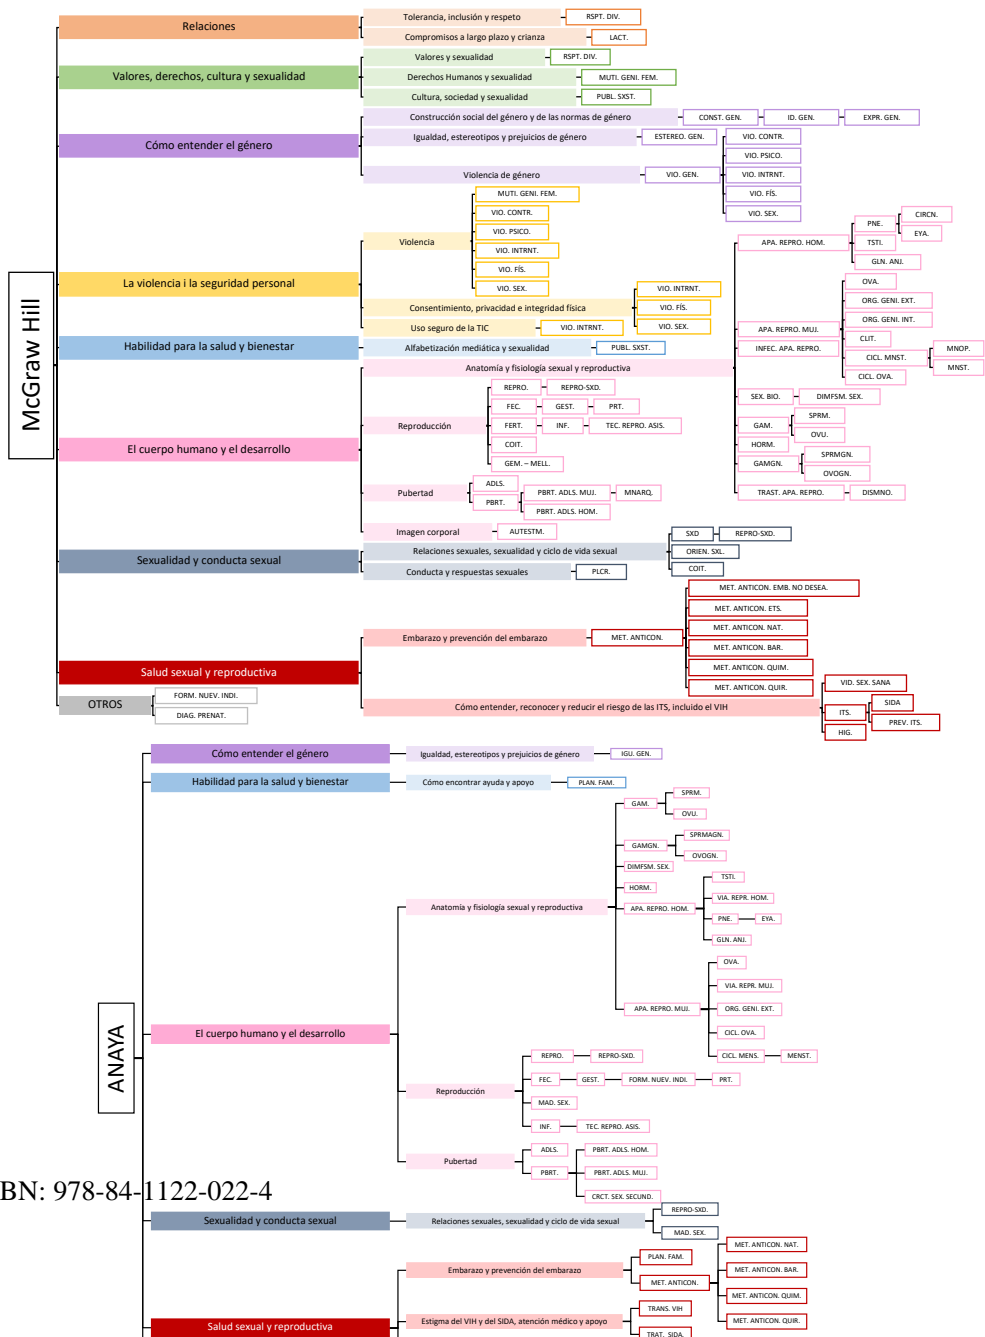 McGraw Hill
Relaciones
Tolerancia, inclusión y respeto
RSPT. DIV.
Compromisos a largo plazo y crianza
LACT.
Valores, derechos, cultura y sexualidad
Valores y sexualidad
RSPT. DIV.
Derechos Humanos y sexualidad
MUTI. GENI. FEM.
Cultura, sociedad y sexualidad
PUBL. SXST.
Cómo entender el género
Construcción social del género y de las normas de género
CONST. GEN.
ID. GEN.
EXPR. GEN.
Igualdad, estereotipos y prejuicios de género
ESTEREO. GEN.
Violencia de género
VIO. GEN.
VIO. CONTR.
VIO. PSICO.
VIO. INTRNT.
VIO. FÍS.
VIO. SEX.
La violencia i la seguridad personal
Violencia
MUTI. GENI. FEM.
VIO. CONTR.
VIO. PSICO.
VIO. INTRNT.
VIO. FÍS.
VIO. SEX.
Consentimiento, privacidad e integridad física
VIO. INTRNT.
VIO. FÍS.
VIO. SEX.
Uso seguro de la TIC
VIO. INTRNT.
Habilidad para la salud y bienestar
Alfabetización mediática y sexualidad
PUBL. SXST.
El cuerpo humano y el desarrollo
Anatomía y fisiología sexual y reproductiva
APA. REPRO. HOM.
PNE.
CIRCN.
EYA.
TSTI.
GLN. ANJ.
APA. REPRO. MUJ.
OVA.
ORG. GENI. EXT.
ORG. GENI. INT.
CLIT.
CICL. MNST.
MNOP.
MNST.
CICL. OVA.
INFEC. APA. REPRO.
SEX. BIO.
DIMFSM. SEX.
GAM.
SPRM.
OVU.
HORM.
GAMGN.
SPRMGN.
OVOGN.
TRAST. APA. REPRO.
DISMNO.
Reproducción
REPRO.
REPRO-SXD.
FEC.
GEST.
PRT.
FERT.
INF.
TEC. REPRO. ASIS.
COIT.
GEM. – MELL.
Pubertad
ADLS.
PBRT.
PBRT. ADLS. MUJ.
MNARQ.
PBRT. ADLS. HOM.
Imagen corporal
AUTESTM.
Sexualidad y conducta sexual
Relaciones sexuales, sexualidad y ciclo de vida sexual
SXD
REPRO-SXD.
ORIEN. SXL.
COIT.
Conducta y respuestas sexuales
PLCR.
Salud sexual y reproductiva
Embarazo y prevención del embarazo
MET. ANTICON.
MET. ANTICON. EMB. NO DESEA.
MET. ANTICON. ETS.
MET. ANTICON. NAT.
MET. ANTICON. BAR.
MET. ANTICON. QUIM.
MET. ANTICON. QUIR.
Cómo entender, reconocer y reducir el riesgo de las ITS, incluido el VIH
VID. SEX. SANA
ITS.
SIDA
PREV. ITS.
HIG.
OTROS
FORM. NUEV. INDI.
DIAG. PRENAT.
ANAYA
Cómo entender el género
Igualdad, estereotipos y prejuicios de género
IGU. GEN.
Habilidad para la salud y bienestar
Cómo encontrar ayuda y apoyo
PLAN. FAM.
El cuerpo humano y el desarrollo
Anatomía y fisiología sexual y reproductiva
GAM.
SPRM.
OVU.
GAMGN.
SPRMAGN.
OVOGN.
DIMFSM. SEX.
HORM.
APA. REPRO. HOM.
TSTI.
VIA. REPR. HOM.
PNE.
EYA.
GLN. ANJ.
APA. REPRO. MUJ.
OVA.
VIA. REPR. MUJ.
ORG. GENI. EXT.
CICL. OVA.
CICL. MENS.
MENST.
Reproducción
REPRO.
REPRO-SXD.
FEC.
GEST.
FORM. NUEV. INDI.
PRT.
MAD. SEX.
INF.
TEC. REPRO. ASIS.
Pubertad
ADLS.
PBRT.
PBRT. ADLS. HOM.
PBRT. ADLS. MUJ.
CRCT. SEX. SECUND.
BN: 978-84-1122-022-4
Sexualidad y conducta sexual
Relaciones sexuales, sexualidad y ciclo de vida sexual
REPRO-SXD.
MAD. SEX.
Salud sexual y reproductiva
Embarazo y prevención del embarazo
PLAN. FAM.
MET. ANTICON.
MET. ANTICON. NAT.
MET. ANTICON. BAR.
MET. ANTICON. QUIM.
MET. ANTICON. QUIR.
Estigma del VIH y del SIDA, atención médico y apoyo
TRANS. VIH
TRAT. SIDA.